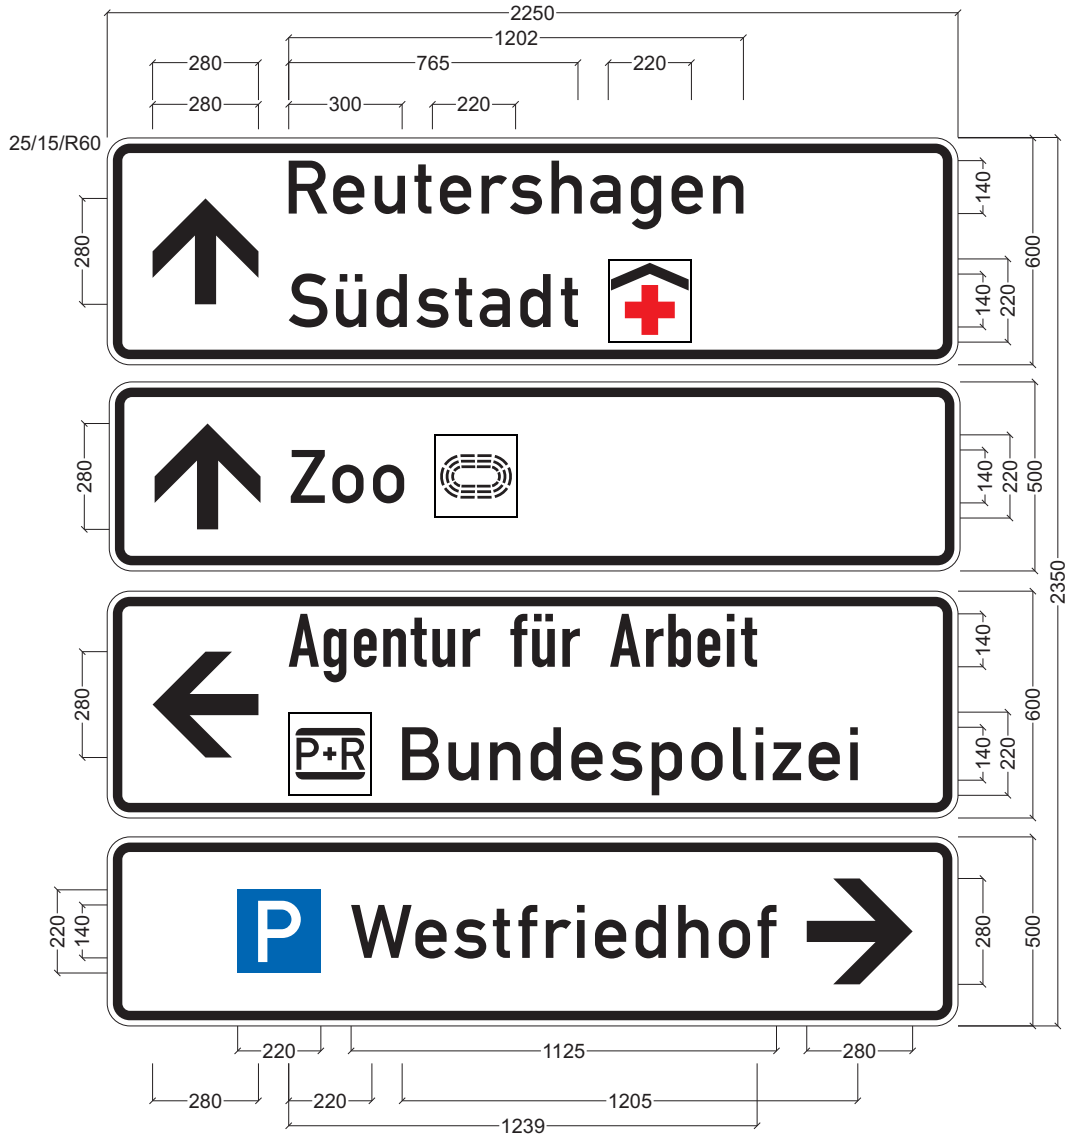 2250
1202
280 765 220
280 300 220
25/15/R60
Reutershagen
Südstadt
280
140
140
220
600
Zoo
280
140
220
500
2350
Agentur für Arbeit
P+R Bundespolizei
280
140
140
220
600
P Westfriedhof
220
140
280
500
220 1125 280
280 220 1205
1239